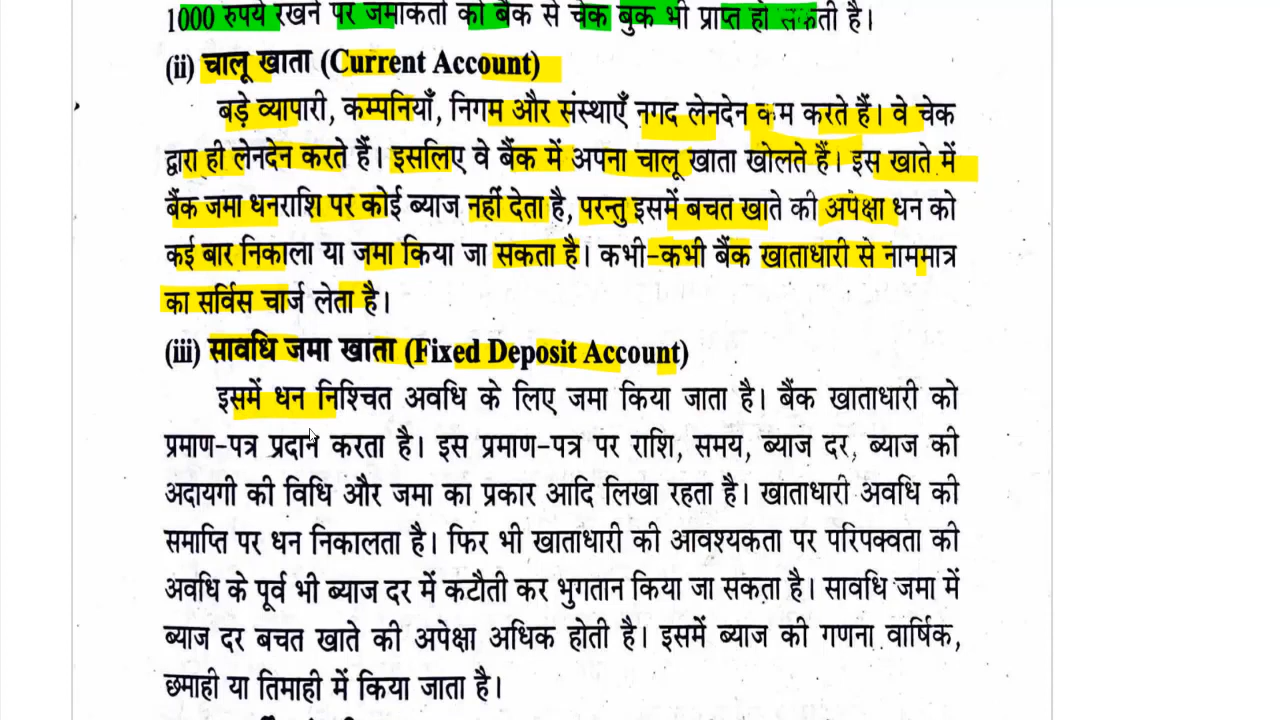 1000 रुपये रखने पर जमाकर्ता को बैंक से चेक बुक भी प्राप्त हो सकती है।
(ii) चालू खाता (Current Account)
बड़े व्यापारी, कम्पनियाँ, निगम और संस्थाएँ नगद लेनदेन कम करते हैं। वे चेक
द्वारा ही लेनदेन करते हैं। इसलिए वे बैंक में अपना चालू खाता खोलते हैं। इस खाते में
बैंक जमा धनराशि पर कोई ब्याज नहीं देता है, परन्तु इसमें बचत खाते की अपेक्षा धन को
कई बार निकाला या जमा किया जा सकता है। कभी-कभी बैंक खाताधारी से नाममात्र
का सर्विस चार्ज लेता है।
(iii) सावधि जमा खाता (Fixed Deposit Account)
इसमें धन निश्चित अवधि के लिए जमा किया जाता है। बैंक खाताधारी को
प्रमाण-पत्र प्रदान करता है। इस प्रमाण-पत्र पर राशि, समय, ब्याज दर, ब्याज की
अदायगी की विधि और जमा का प्रकार आदि लिखा रहता है। खाताधारी अवधि की
समाप्ति पर धन निकालता है। फिर भी खाताधारी की आवश्यकता पर परिपक्वता की
अवधि के पूर्व भी ब्याज दर में कटौती कर भुगतान किया जा सकता है। सावधि जमा में
ब्याज दर बचत खाते की अपेक्षा अधिक होती है। इसमें ब्याज की गणना वार्षिक,
छमाही या तिमाही में किया जाता है।